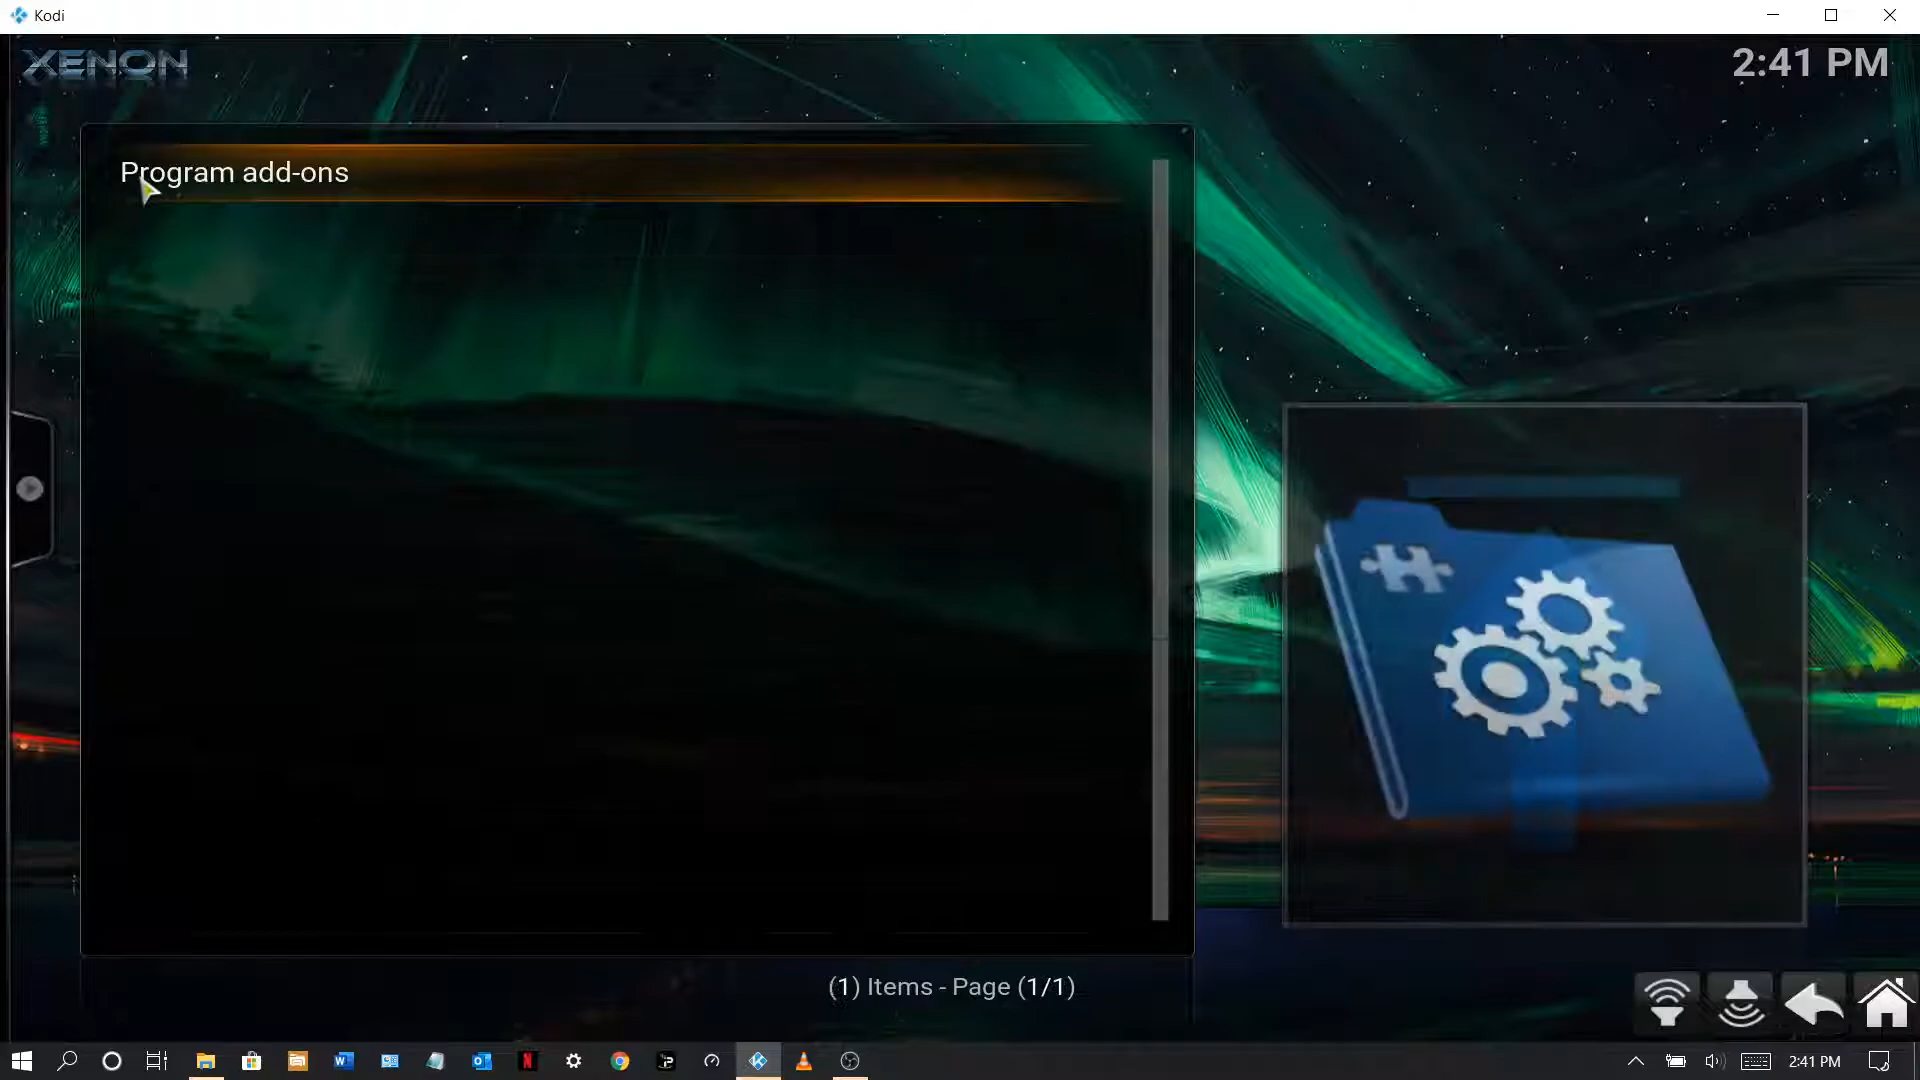 Kodi
XENON
2:41 PM
Program add-ons
(1) Items - Page (1/1)
2:41 PM